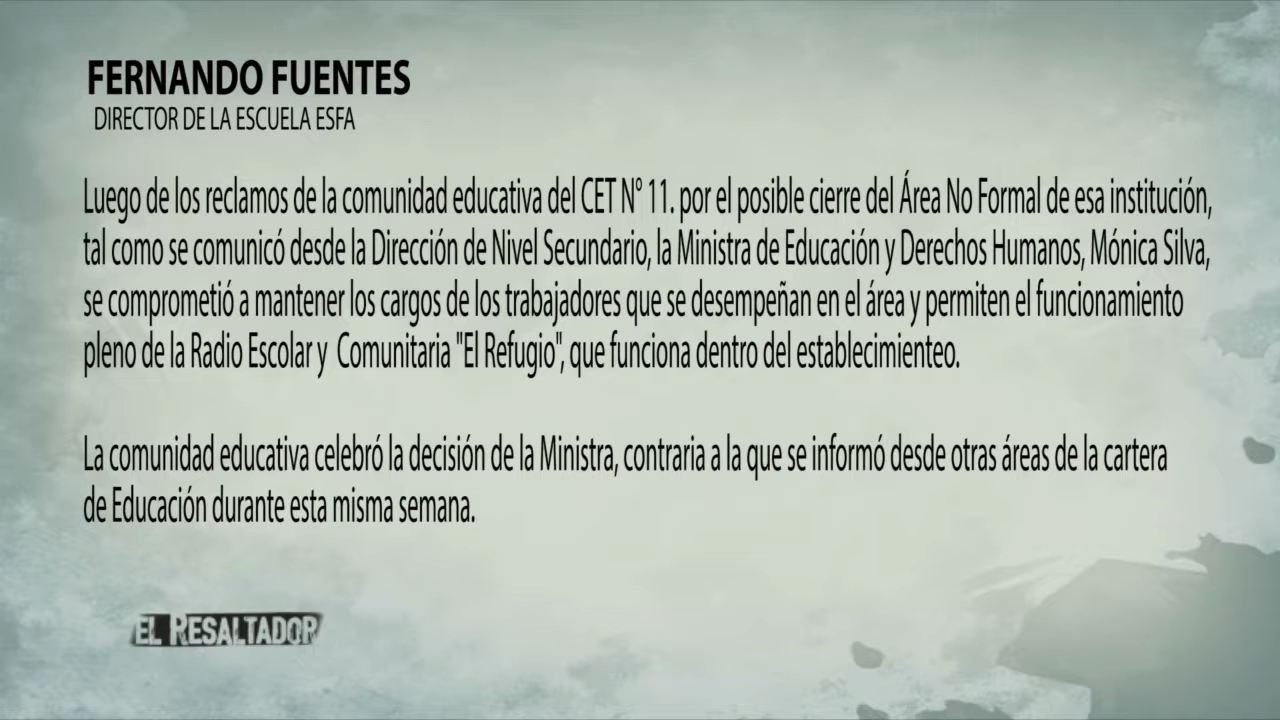 FERNANDO FUENTES
DIRECTOR DE LA ESCUELA ESFA
Luego de los reclamos de la comunidad educativa del CET N° 11. por el posible cierre del Área No Formal de esa institución,
tal como se comunicó desde la Dirección de Nivel Secundario, la Ministra de Educación y Derechos Humanos, Mónica Silva,
se comprometió a mantener los cargos de los trabajadores que se desempeñan en el área y permiten el funcionamiento
pleno de la Radio Escolar y Comunitaria "El Refugio", que funciona dentro del establecimienteo.
La comunidad educativa celebró la decisión de la Ministra, contraria a la que se informó desde otras áreas de la cartera
de Educación durante esta misma semana.
EL RESALTADOR